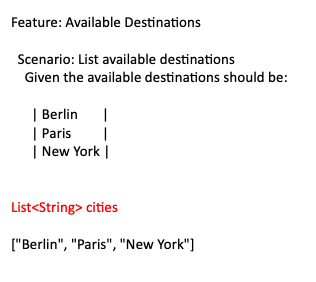 Feature: Available Destinations
Scenario: List available destinations
Given the available destinations should be:
| Berlin |
| Paris |
| New York |
List<String> cities
["Berlin", "Paris", "New York"]